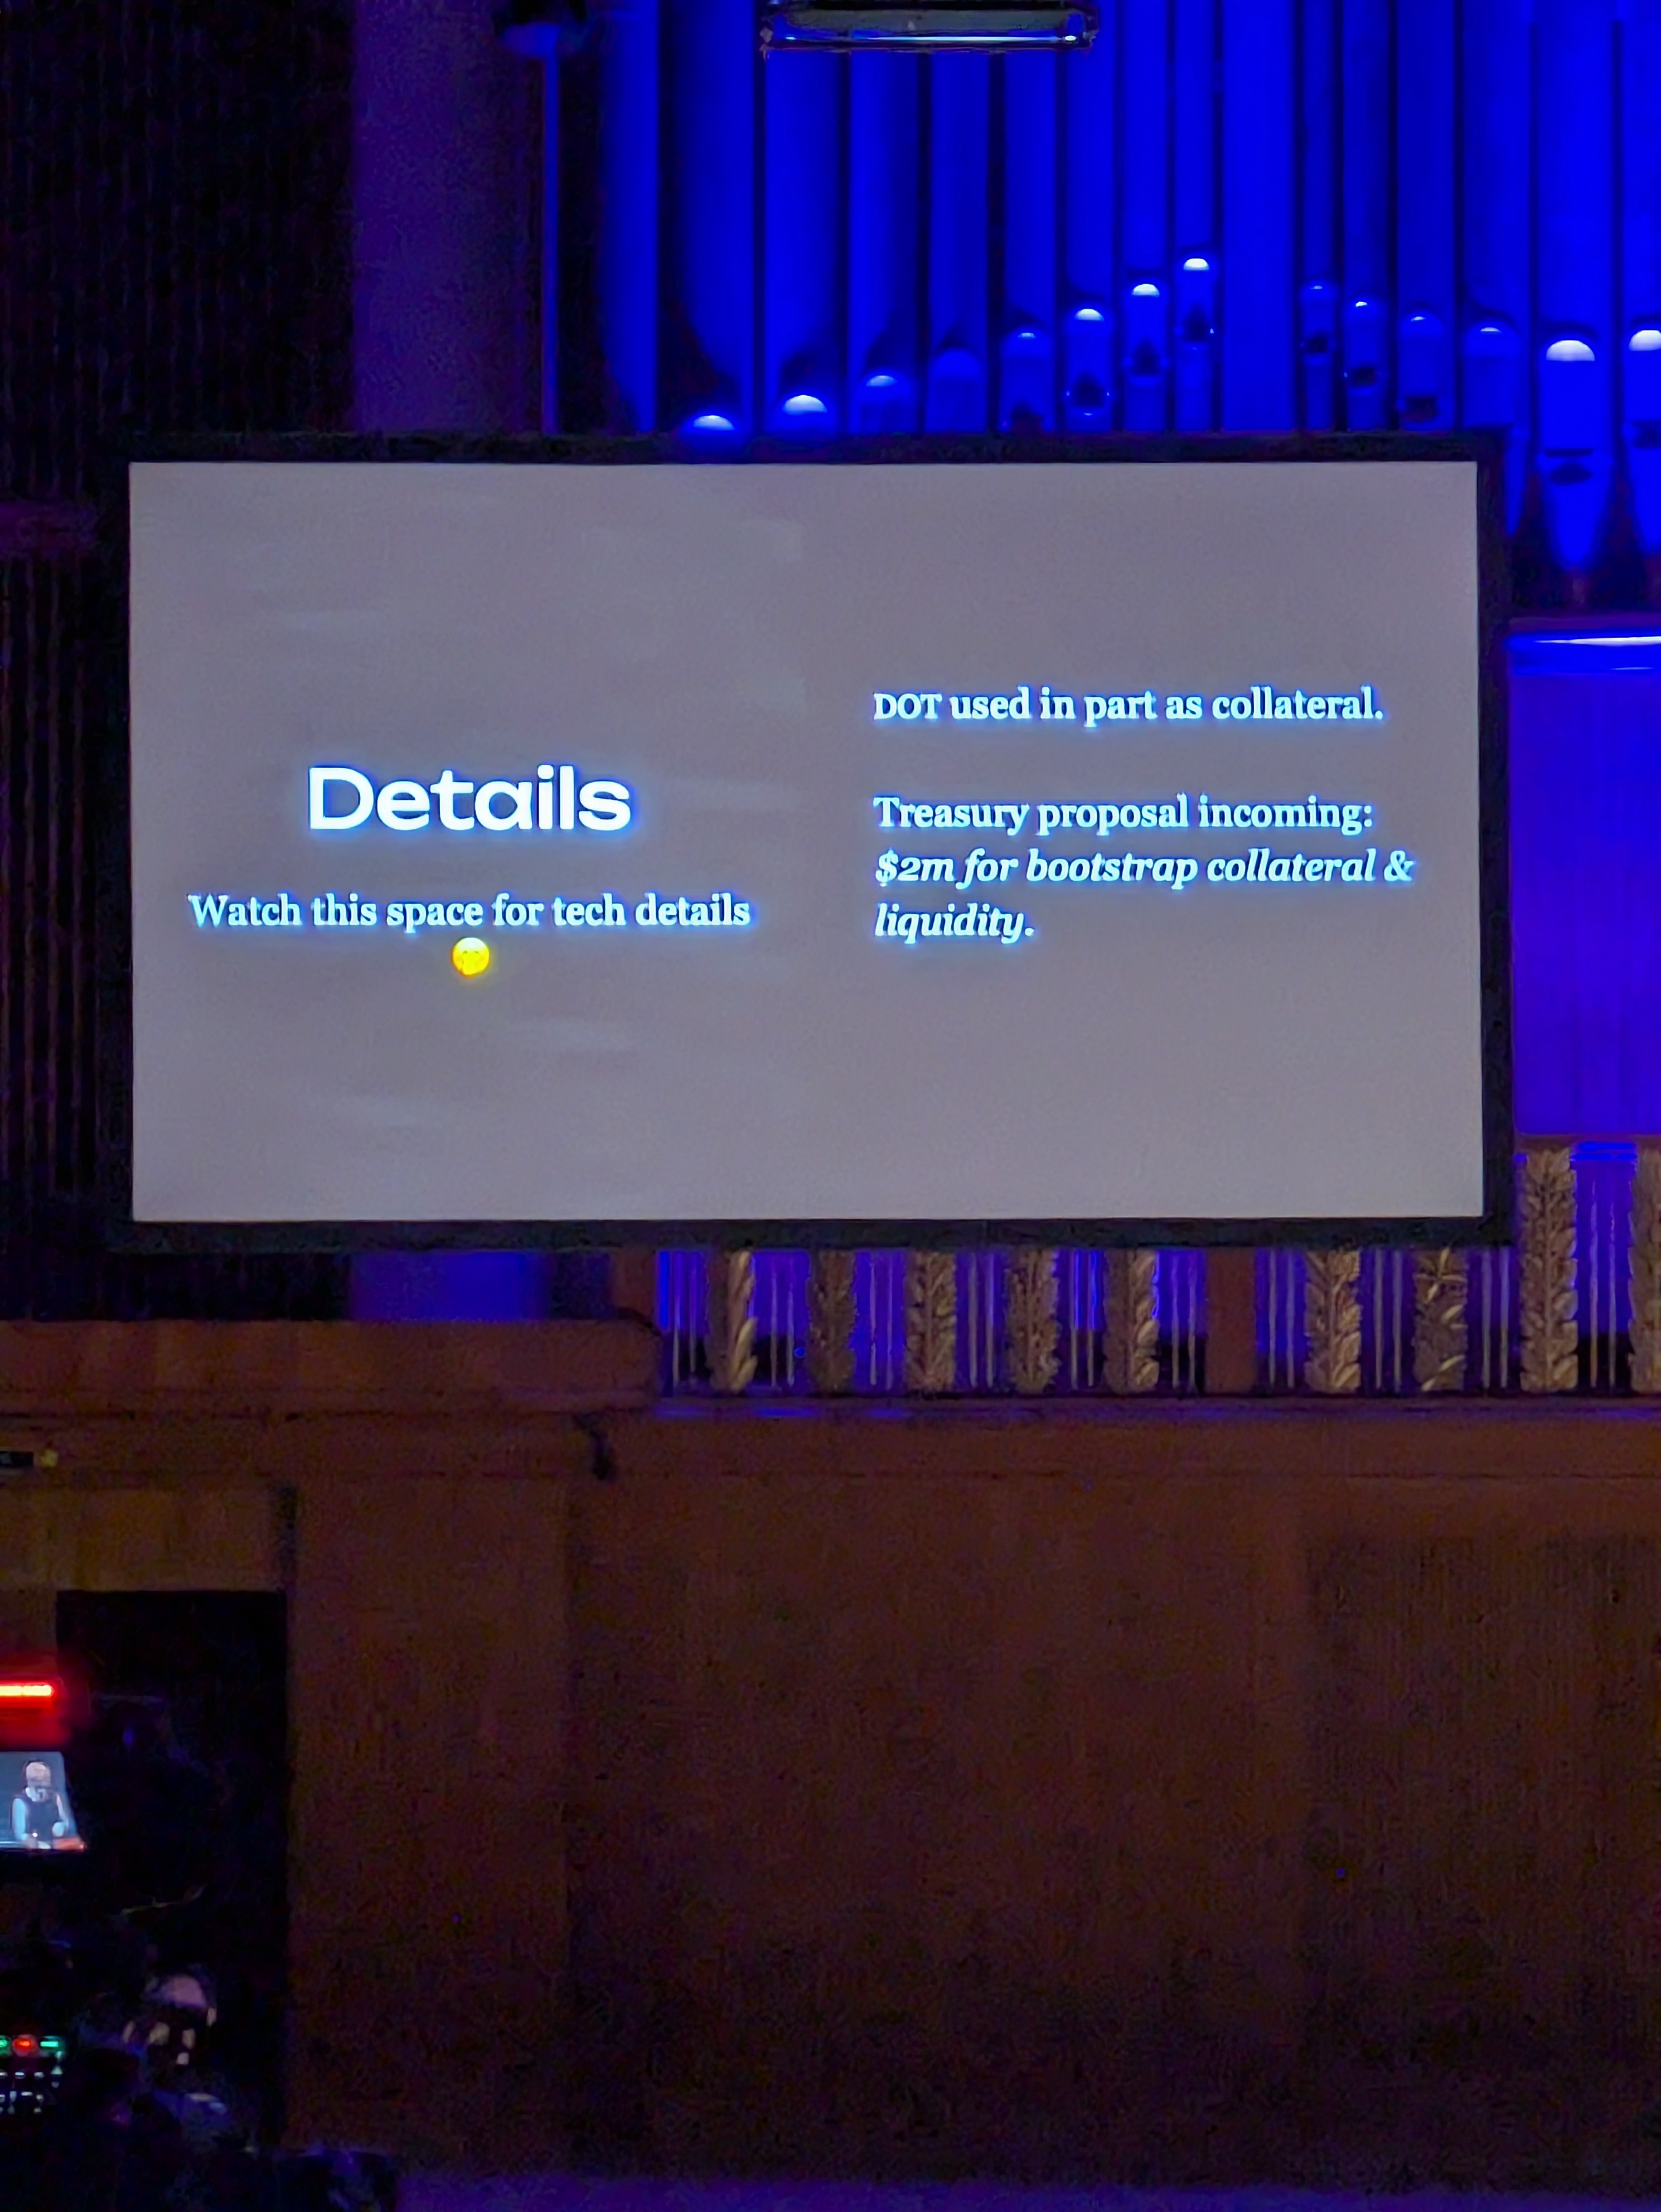 Details
Watch this space for tech details
DOT used in part as collateral.
Treasury proposal incoming:
$2m for bootstrap collateral &
liquidity.